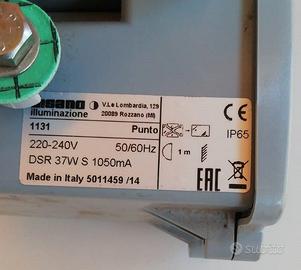 illuminazione
V.Le Lombardia, 129
20089 Rozzano (MI)
1131 Punto
220-240V 50/60Hz
DSR 37W S 1050mA
Made in Italy 5011459 /14
1 m
CE
IP65
EAC
subito